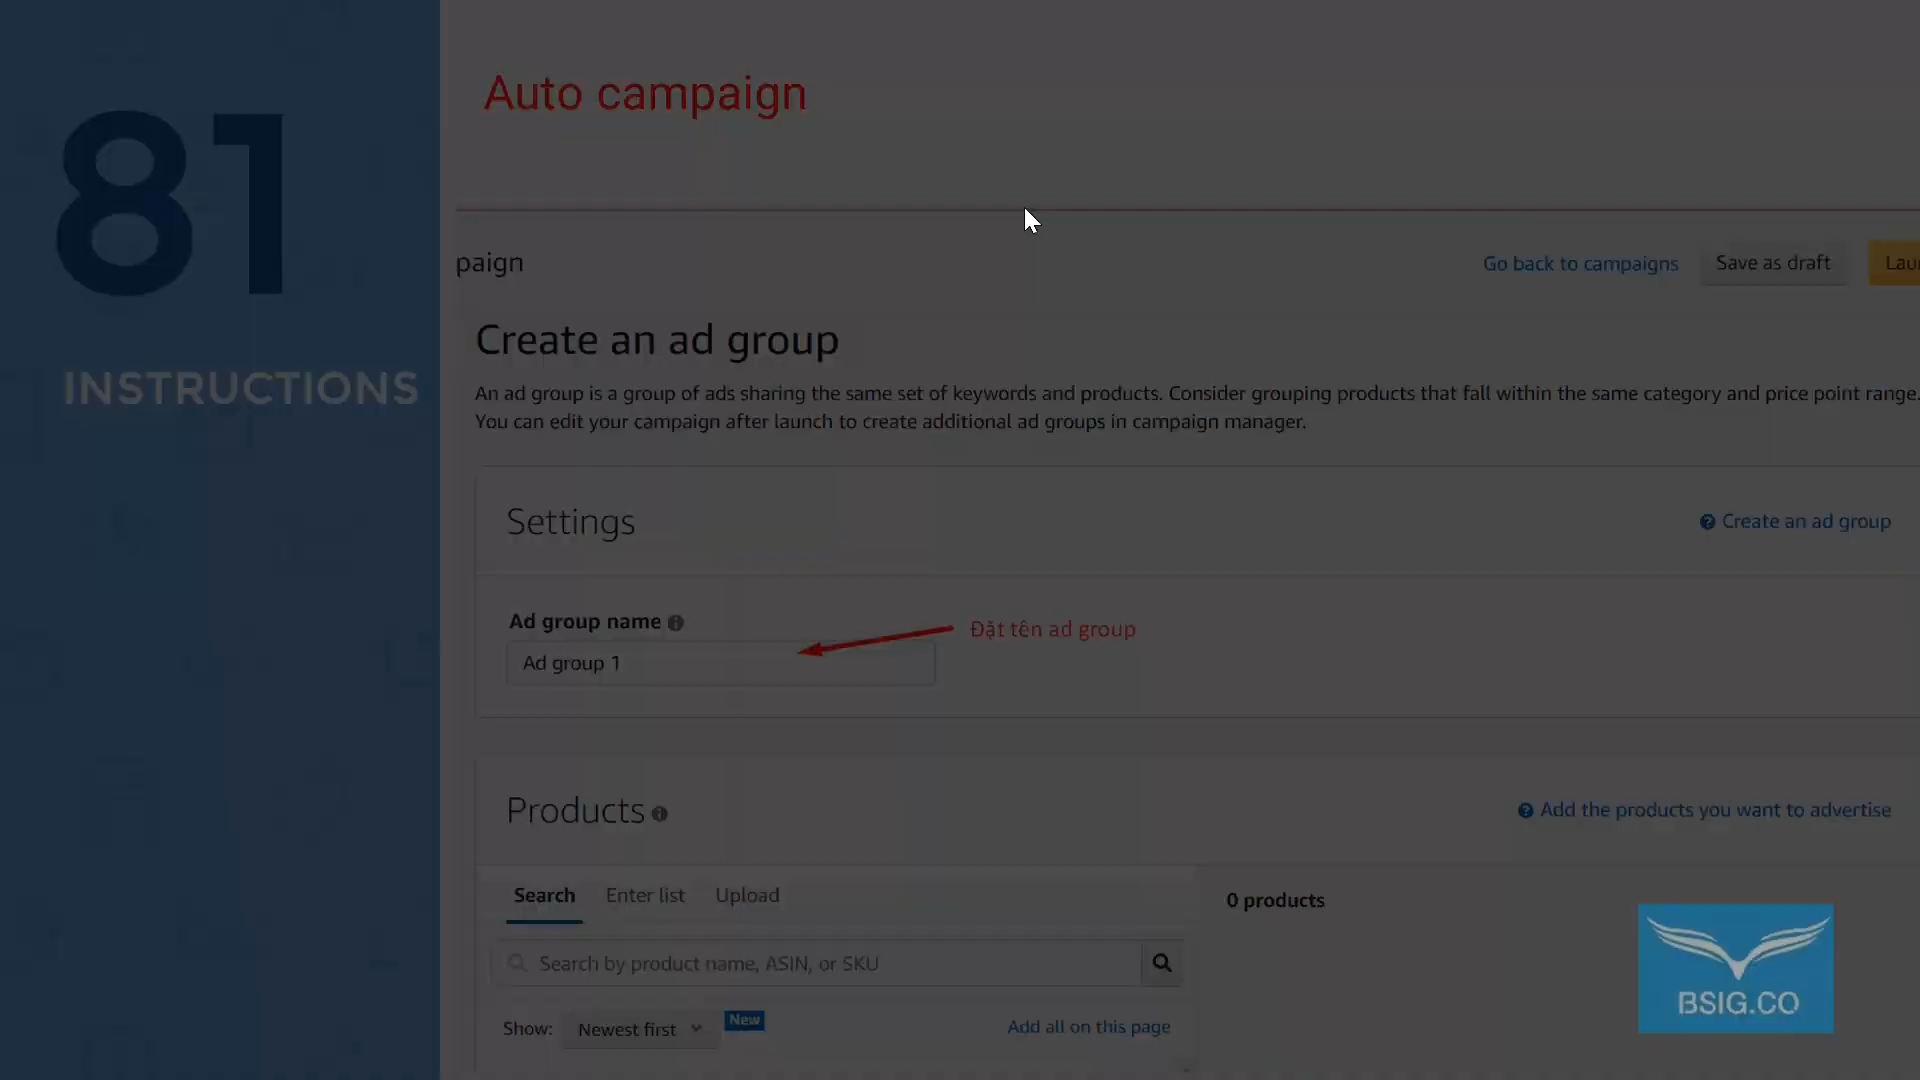 81
INSTRUCTIONS
Auto campaign
paign
Go back to campaigns
Save as draft
Create an ad group
An ad group is a group of ads sharing the same set of keywords and products. Consider grouping products that fall within the same category and price point range.
You can edit your campaign after launch to create additional ad groups in campaign manager.
Settings
Create an ad group
Ad group name
Đặt tên ad group
Ad group 1
Products
Add the products you want to advertise
Search Enter list Upload
0 products
Search by product name, ASIN, or SKU
Show: Newest first New
Add all on this page
BSIG.CO